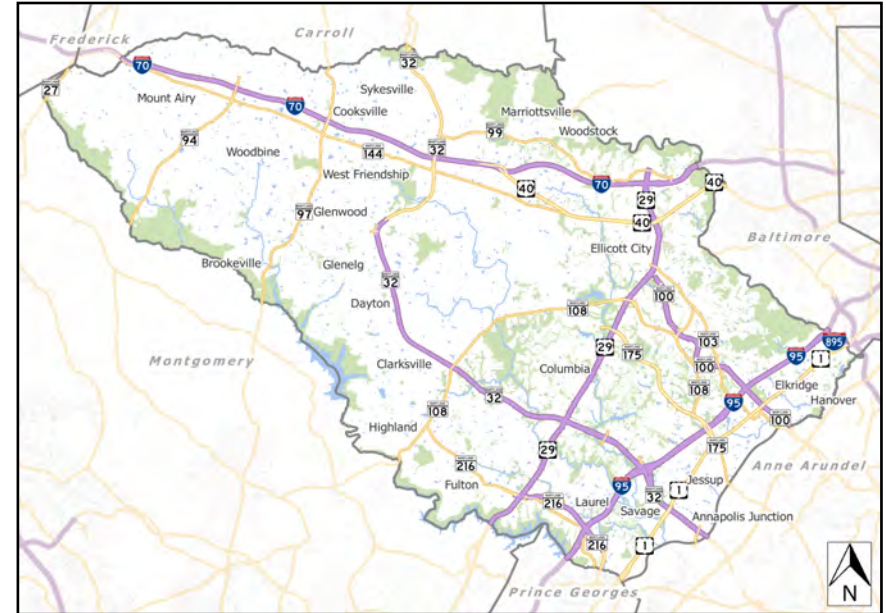 Carroll
Frederick
32
70
27
Mount Airy
Sykesville
70
Cooksville
Marriottsville
99
Woodstock
94
32
Woodbine
144
West Friendship
70
40
40
29
97
Glenwood
40
Ellicott City
Baltimore
Brookeville
Glenelg
32
100
Dayton
108
103
895
29
175
95
1
Montgomery
Clarksville
Columbia
100
Elkridge
108
32
95
Hanover
108
100
Highland
29
175
216
Anne Arundel
Fulton
95
Jessup
1
32
216
Laurel
Savage
Annapolis Junction
216
1
Prince Georges
N